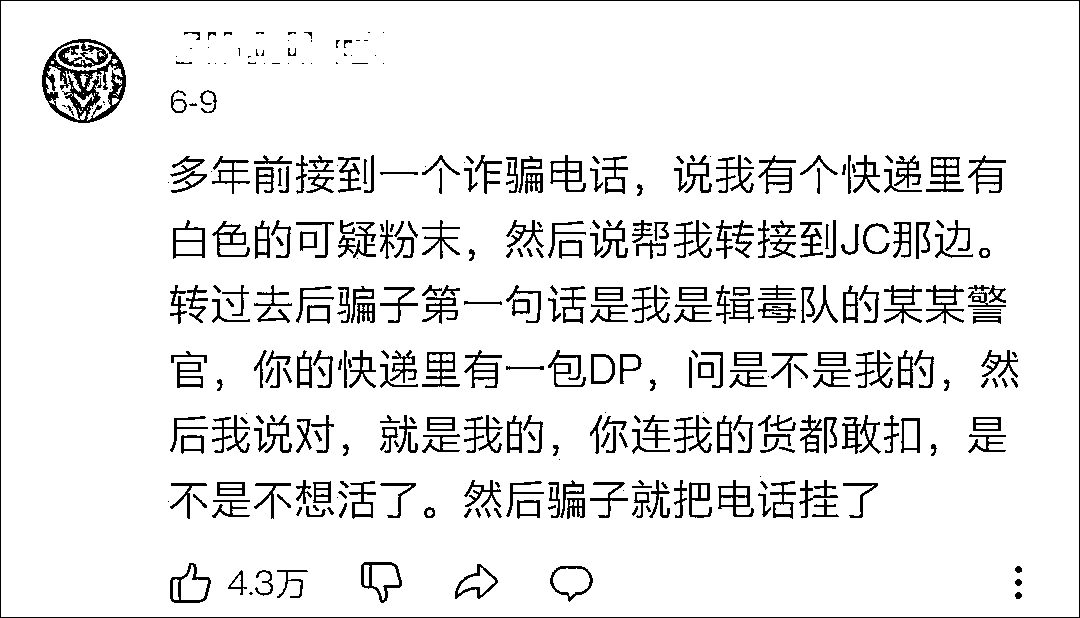 6-9
多年前接到一个诈骗电话，说我有个快递里有
白色的可疑粉末，然后说帮我转接到JC那边。
转过去后骗子第一句话是我是辑毒队的某某警
官，你的快递里有一包DP，问是不是我的，然
后我说对，就是我的，你连我的货都敢扣，是
不是不想活了。然后骗子就把电话挂了
4.3万